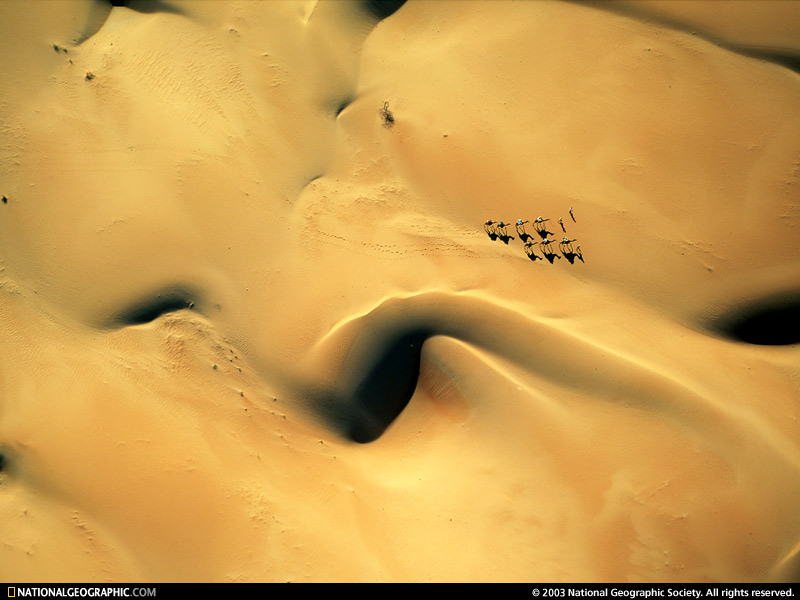 NATIONALGEOGRAPHIC.COM
© 2003 National Geographic Society. All rights reserved.